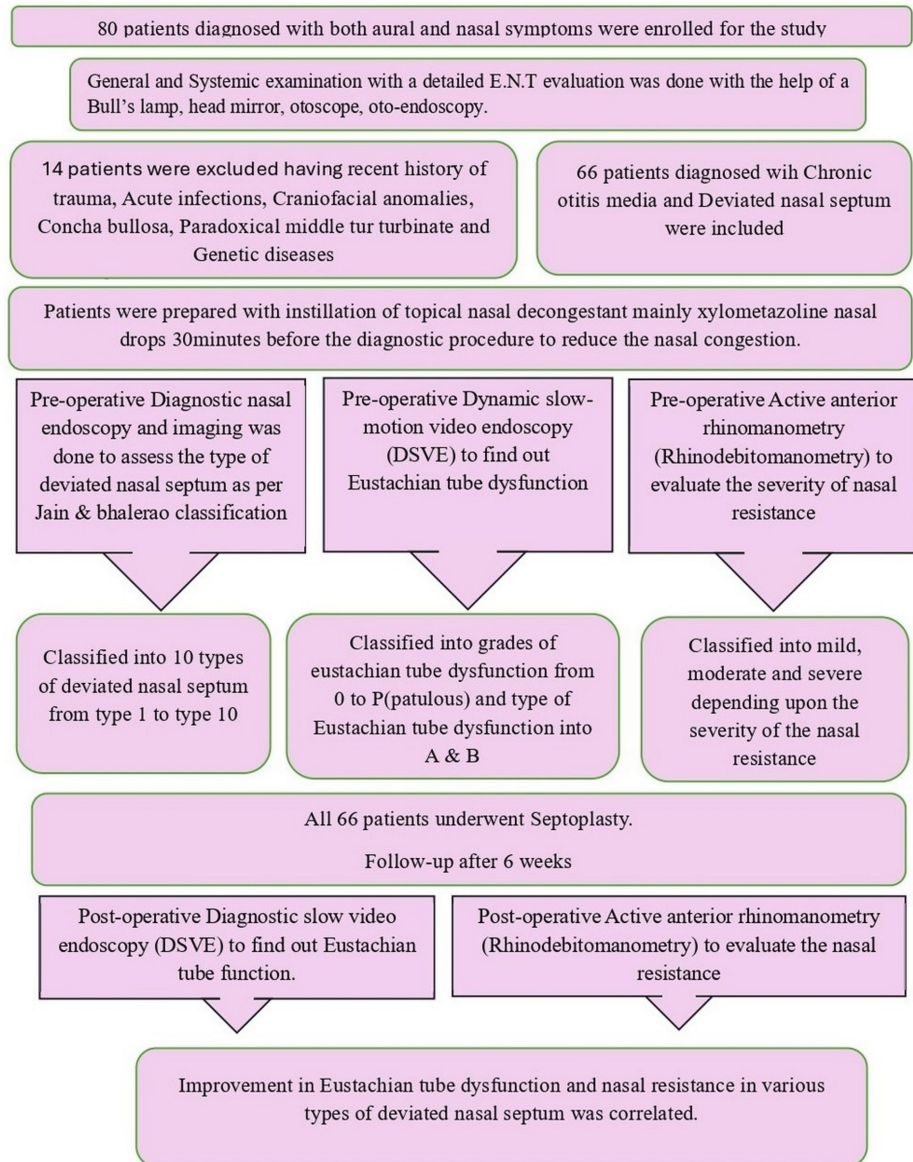 80 patients diagnosed with both aural and nasal symptoms were enrolled for the study
General and Systemic examination with a detailed E.N.T evaluation was done with the help of a
Bull's lamp, head mirror, otoscope, oto-endoscopy.
14 patients were excluded having recent history of
trauma, Acute infections, Craniofacial anomalies,
Concha bullosa, Paradoxical middle tur turbinate and
Genetic diseases
66 patients diagnosed wih Chronic
otitis media and Deviated nasal septum
were included
Patients were prepared with instillation of topical nasal decongestant mainly xylometazoline nasal
drops 30minutes before the diagnostic procedure to reduce the nasal congestion.
Pre-operative Diagnostic nasal
endoscopy and imaging was
done to assess the type of
deviated nasal septum as per
Jain & bhalerao classification
Pre-operative Dynamic slow-
motion video endoscopy
(DSVE) to find out
Eustachian tube dysfunction
Pre-operative Active anterior
rhinomanometry
(Rhinodebitomanometry) to
evaluate the severity of nasal
resistance
Classified into 10 types
of deviated nasal septum
from type 1 to type 10
Classified into grades of
eustachian tube dysfunction from
0 to P(patulous) and type of
Eustachian tube dysfunction into
A & B
Classified into mild,
moderate and severe
depending upon the
severity of the nasal
resistance
All 66 patients underwent Septoplasty.
Follow-up after 6 weeks
Post-operative Diagnostic slow video
endoscopy (DSVE) to find out Eustachian
tube function.
Post-operative Active anterior rhinomanometry
(Rhinodebitomanometry) to evaluate the nasal
resistance
Improvement in Eustachian tube dysfunction and nasal resistance in various
types of deviated nasal septum was correlated.